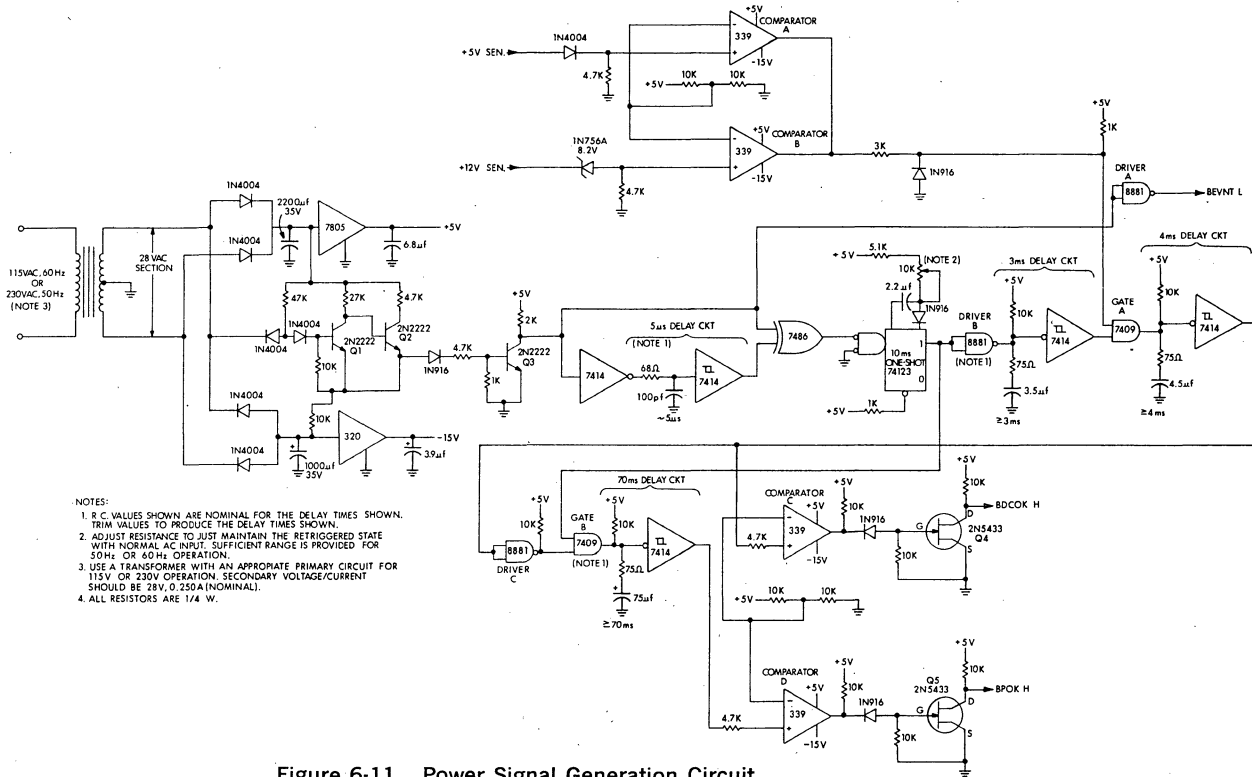 +5V
COMPARATOR
A
339
-15V
1N4004
+5V SEN.
4.7K
+5V
10K
10K
1N756A
8.2V
+5V
COMPARATOR
B
339
-15V
+12V SEN.
4.7K
3K
1N916
+5V
1K
DRIVER
A
8881
BEVNT L
1N4004
2200µf
35V
7805
+5V
6.8µf
1N4004
115VAC, 60Hz
OR
230VAC, 50Hz
(NOTE 3)
28 VAC
SECTION
47K
27K
4.7K
1N4004
1N4004
2N2222
Q1
2N2222
Q2
10K
1N916
4.7K
1K
+5V
2K
2N2222
Q3
1N4004
1N4004
10K
1000µf
35V
320
-15V
3.9µf
5µs DELAY CKT
(NOTE 1)
7414
68Ω
100pf
~5µs
7414
7486
+5V
5.1K
10K
(NOTE 2)
2.2µf
1N916
10ms
ONE-SHOT
74123
1
0
+5V
1K
DRIVER
B
8881
(NOTE 1)
3ms DELAY CKT
+5V
10K
7414
75Ω
3.5µf
≥3ms
GATE
A
7409
4ms DELAY CKT
+5V
10K
7414
75Ω
4.5µf
≥4ms
8881
DRIVER
C
+5V
10K
GATE
B
7409
(NOTE 1)
70ms DELAY CKT
+5V
10K
7414
75Ω
75µf
≥70ms
COMPARATOR
C
+5V
339
-15V
4.7K
+5V
10K
1N916
10K
+5V
10K
BDCOK H
G
D
S
2N5433
Q4
+5V
10K
10K
COMPARATOR
D
+5V
339
-15V
4.7K
+5V
10K
1N916
10K
+5V
10K
BPOK H
Q5
2N5433
G
D
S
NOTES:
1. R C. VALUES SHOWN ARE NOMINAL FOR THE DELAY TIMES SHOWN.
TRIM VALUES TO PRODUCE THE DELAY TIMES SHOWN.
2. ADJUST RESISTANCE TO JUST MAINTAIN THE RETRIGGERED STATE
WITH NORMAL AC INPUT. SUFFICIENT RANGE IS PROVIDED FOR
50Hz OR 60Hz OPERATION.
3. USE A TRANSFORMER WITH AN APPROPIATE PRIMARY CIRCUIT FOR
115V OR 230V OPERATION. SECONDARY VOLTAGE/CURRENT
SHOULD BE 28V, 0.250A (NOMINAL).
4. ALL RESISTORS ARE 1/4 W.
Figure 6-11 Power Signal Generation Circuit